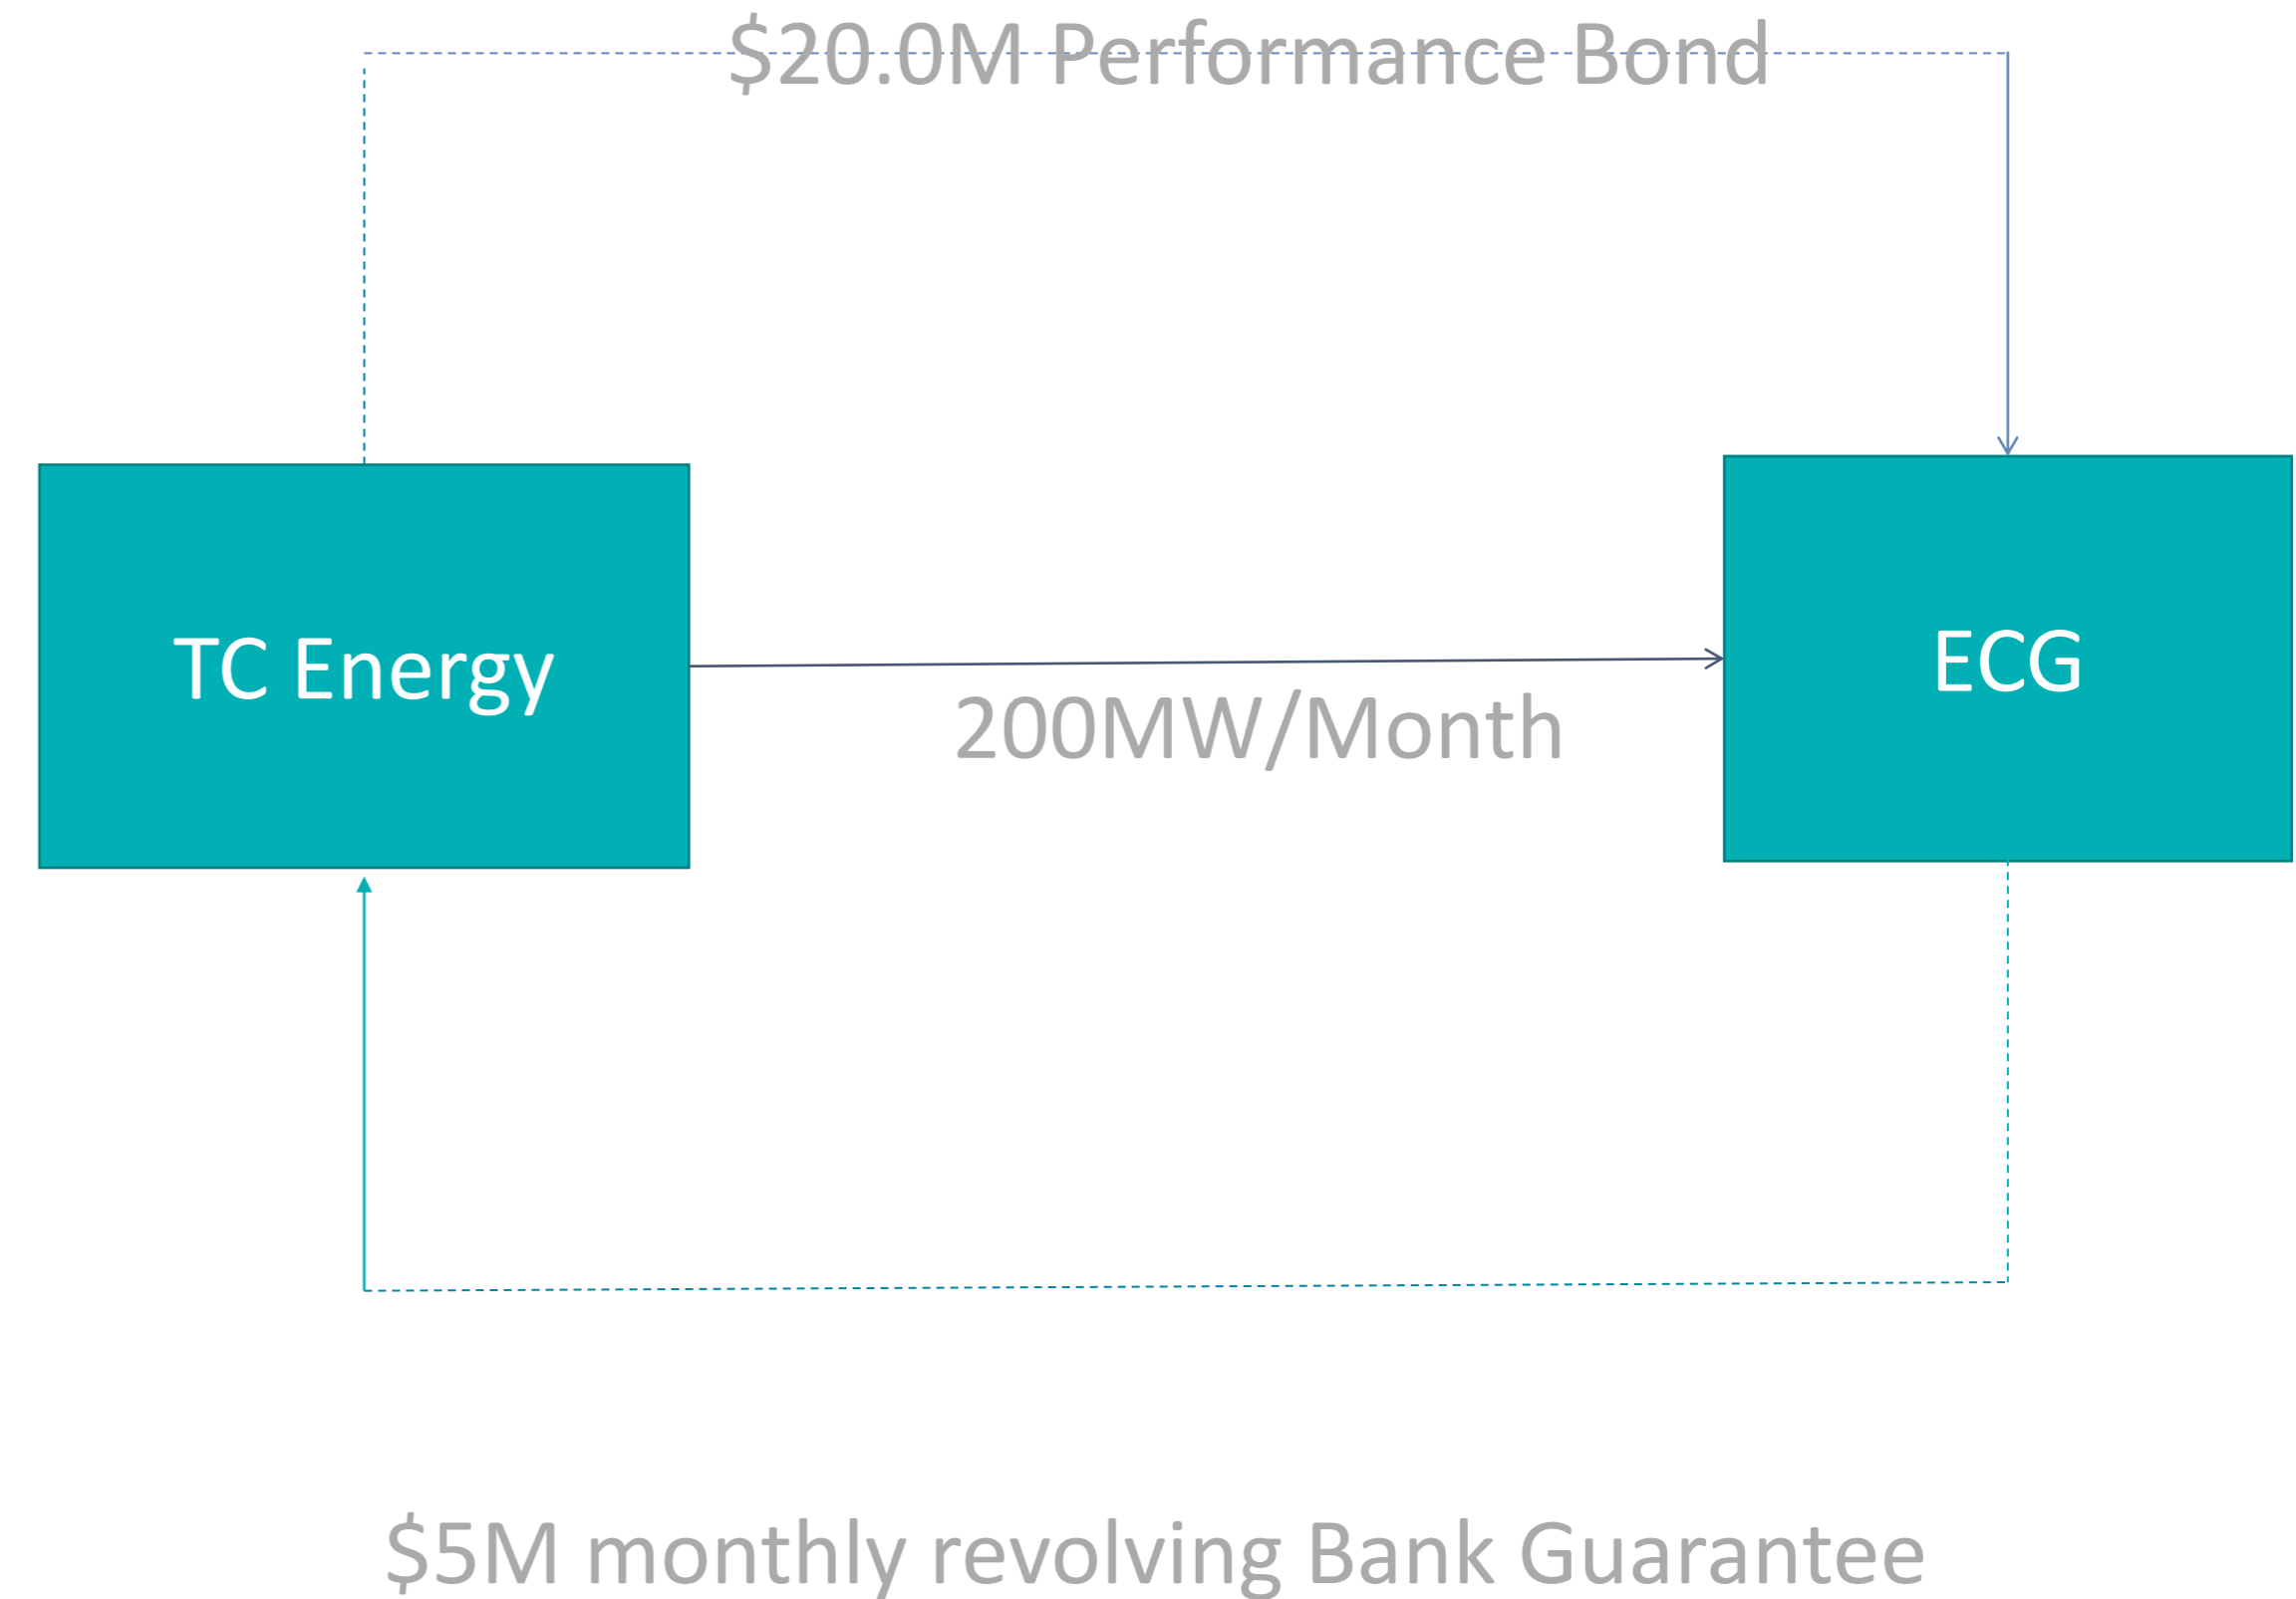 $20.0M Performance Bond
TC Energy
ECG
200MW/Month
$5M monthly revolving Bank Guarantee